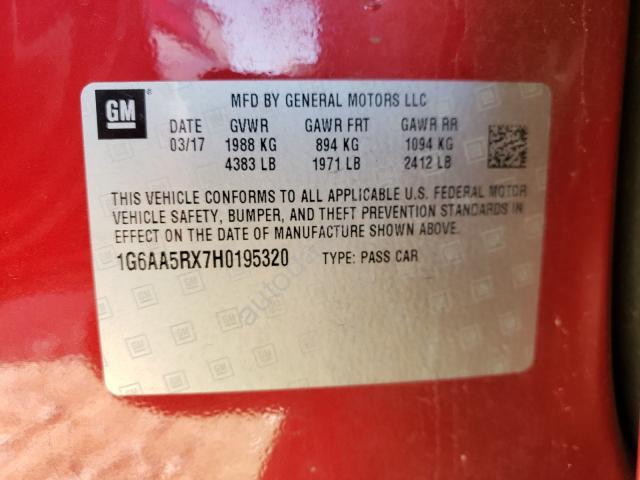 GM
®
MFD BY GENERAL MOTORS LLC
DATE GVWR GAWR FRT GAWR RR
03/17 1988 KG 894 KG 1094 KG
4383 LB 1971 LB 2412 LB
THIS VEHICLE CONFORMS TO ALL APPLICABLE U.S. FEDERAL MOTOR
VEHICLE SAFETY, BUMPER, AND THEFT PREVENTION STANDARDS IN
EFFECT ON THE DATE OF MANUFACTURE SHOWN ABOVE.
1G6AA5RX7H0195320 TYPE: PASS CAR